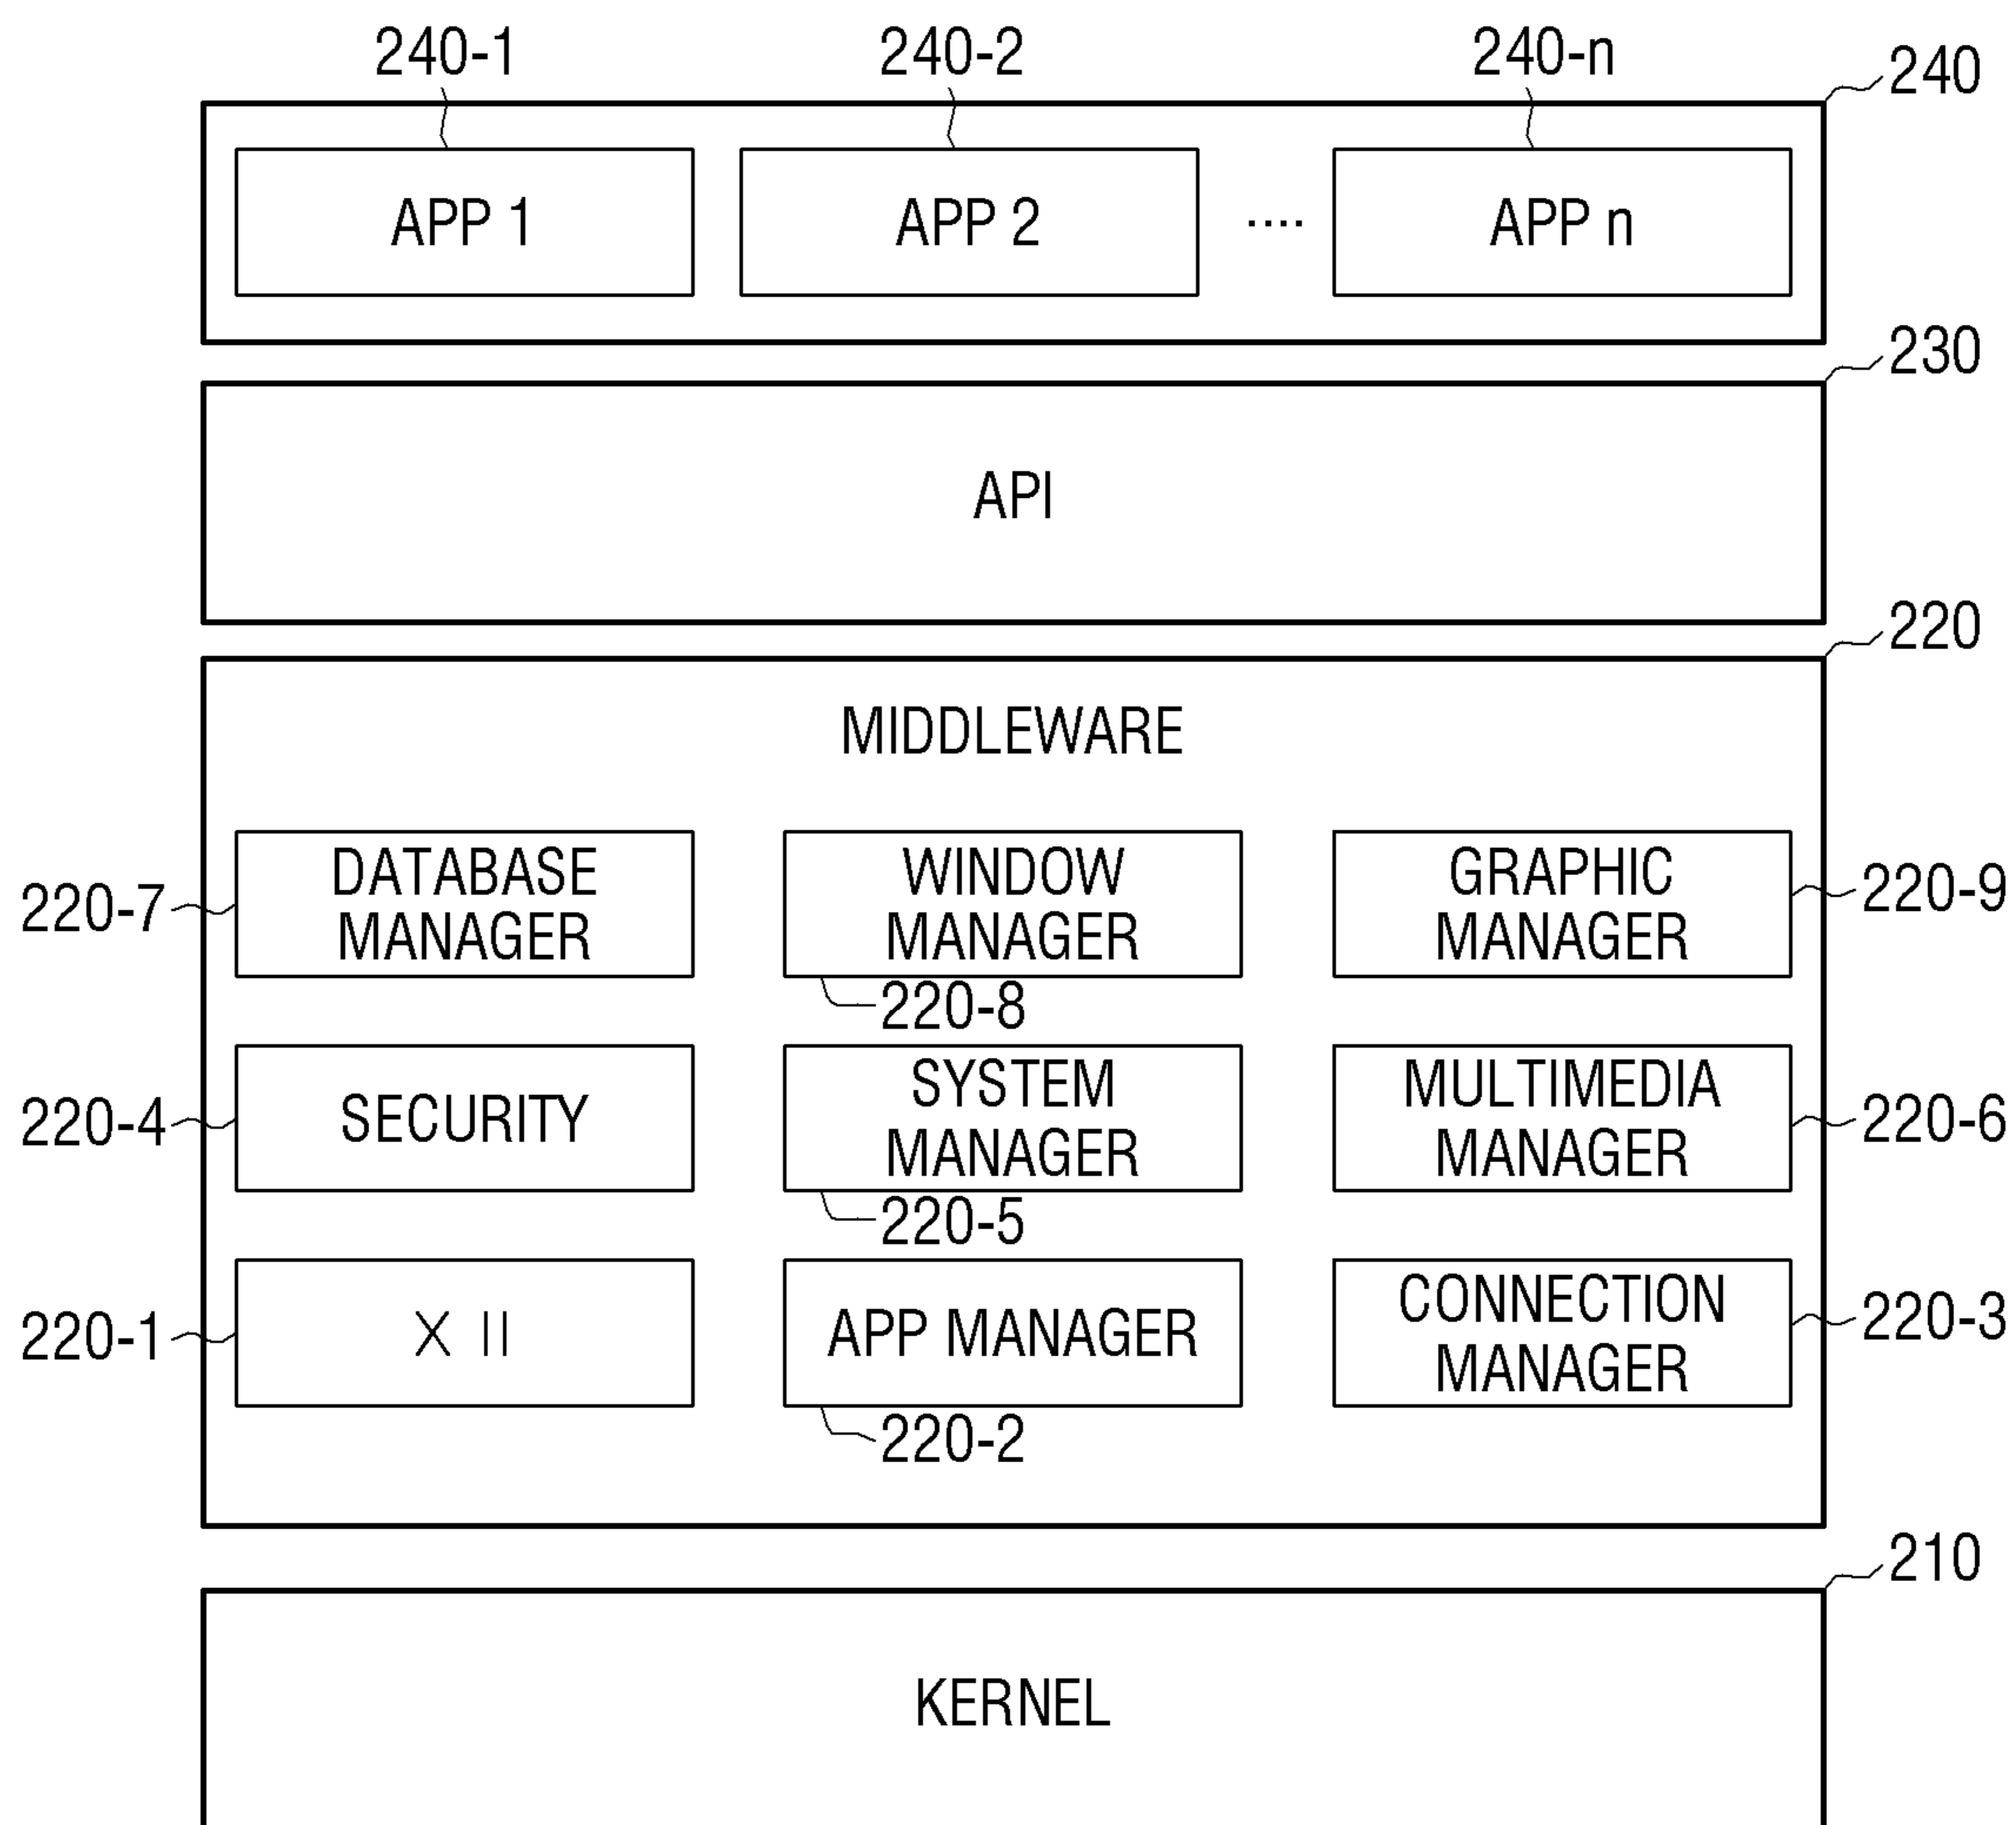 240-1
240-2
240-n
240
APP 1
APP 2
....
APP n
230
API
220
MIDDLEWARE
220-7
DATABASE
MANAGER
WINDOW
MANAGER
GRAPHIC
MANAGER
220-9
220-8
220-4
SECURITY
SYSTEM
MANAGER
MULTIMEDIA
MANAGER
220-6
220-5
220-1
X II
APP MANAGER
CONNECTION
MANAGER
220-3
220-2
210
KERNEL